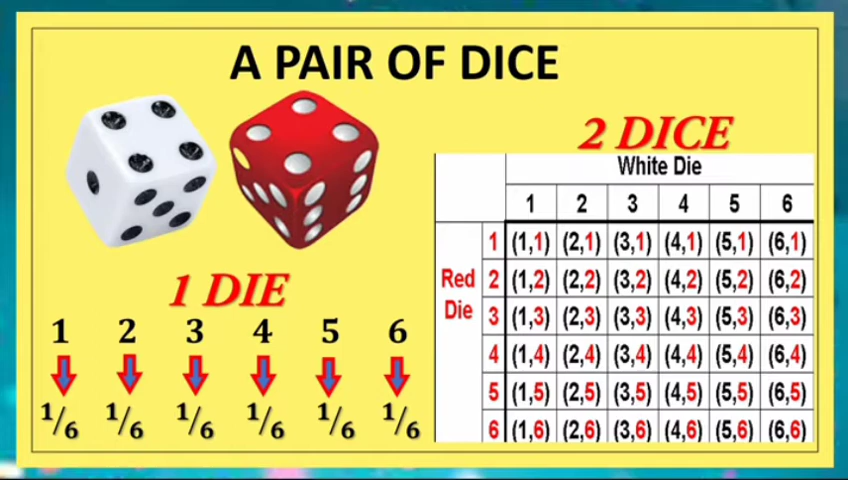 A PAIR OF DICE
1 DIE
1 2 3 4 5 6
1/6 1/6 1/6 1/6 1/6 1/6
2 DICE
White Die
1 2 3 4 5 6
Red Die
1 (1,1) (2,1) (3,1) (4,1) (5,1) (6,1)
2 (1,2) (2,2) (3,2) (4,2) (5,2) (6,2)
3 (1,3) (2,3) (3,3) (4,3) (5,3) (6,3)
4 (1,4) (2,4) (3,4) (4,4) (5,4) (6,4)
5 (1,5) (2,5) (3,5) (4,5) (5,5) (6,5)
6 (1,6) (2,6) (3,6) (4,6) (5,6) (6,6)